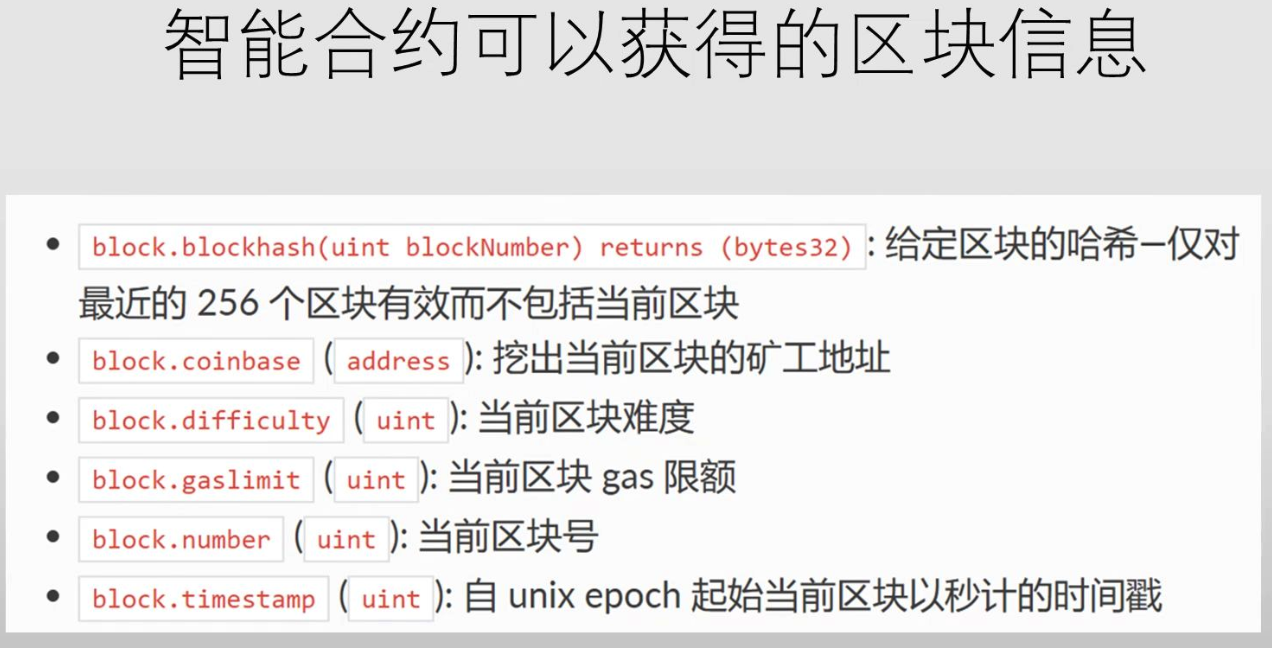 智能合约可以获得的区块信息
• block.blockhash(uint blockNumber) returns (bytes32) : 给定区块的哈希—仅对
最近的 256 个区块有效而不包括当前区块
• block.coinbase ( address ): 挖出当前区块的矿工地址
• block.difficulty ( uint ): 当前区块难度
• block.gaslimit ( uint ): 当前区块 gas 限额
• block.number ( uint ): 当前区块号
• block.timestamp ( uint ): 自 unix epoch 起始当前区块以秒计的时间戳